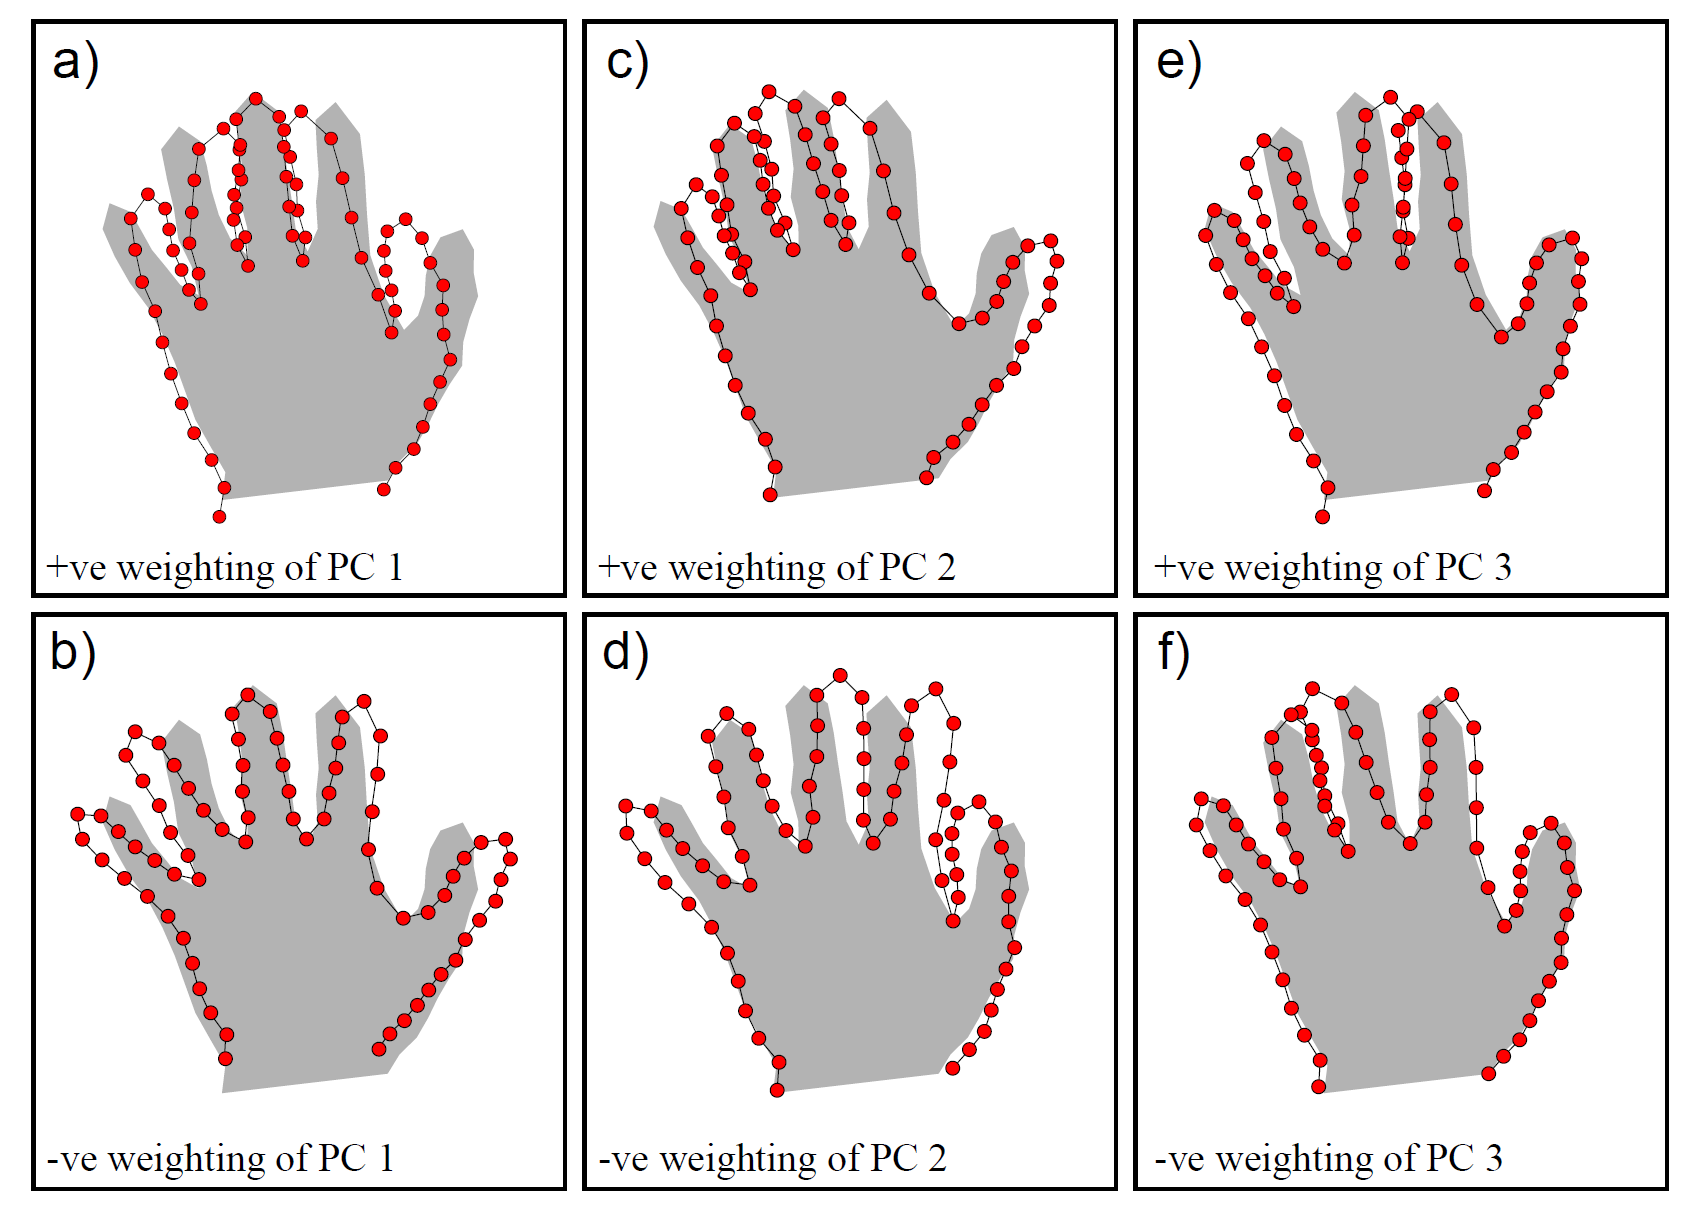 a)
+ve weighting of PC 1
c)
+ve weighting of PC 2
e)
+ve weighting of PC 3
b)
-ve weighting of PC 1
d)
-ve weighting of PC 2
f)
-ve weighting of PC 3